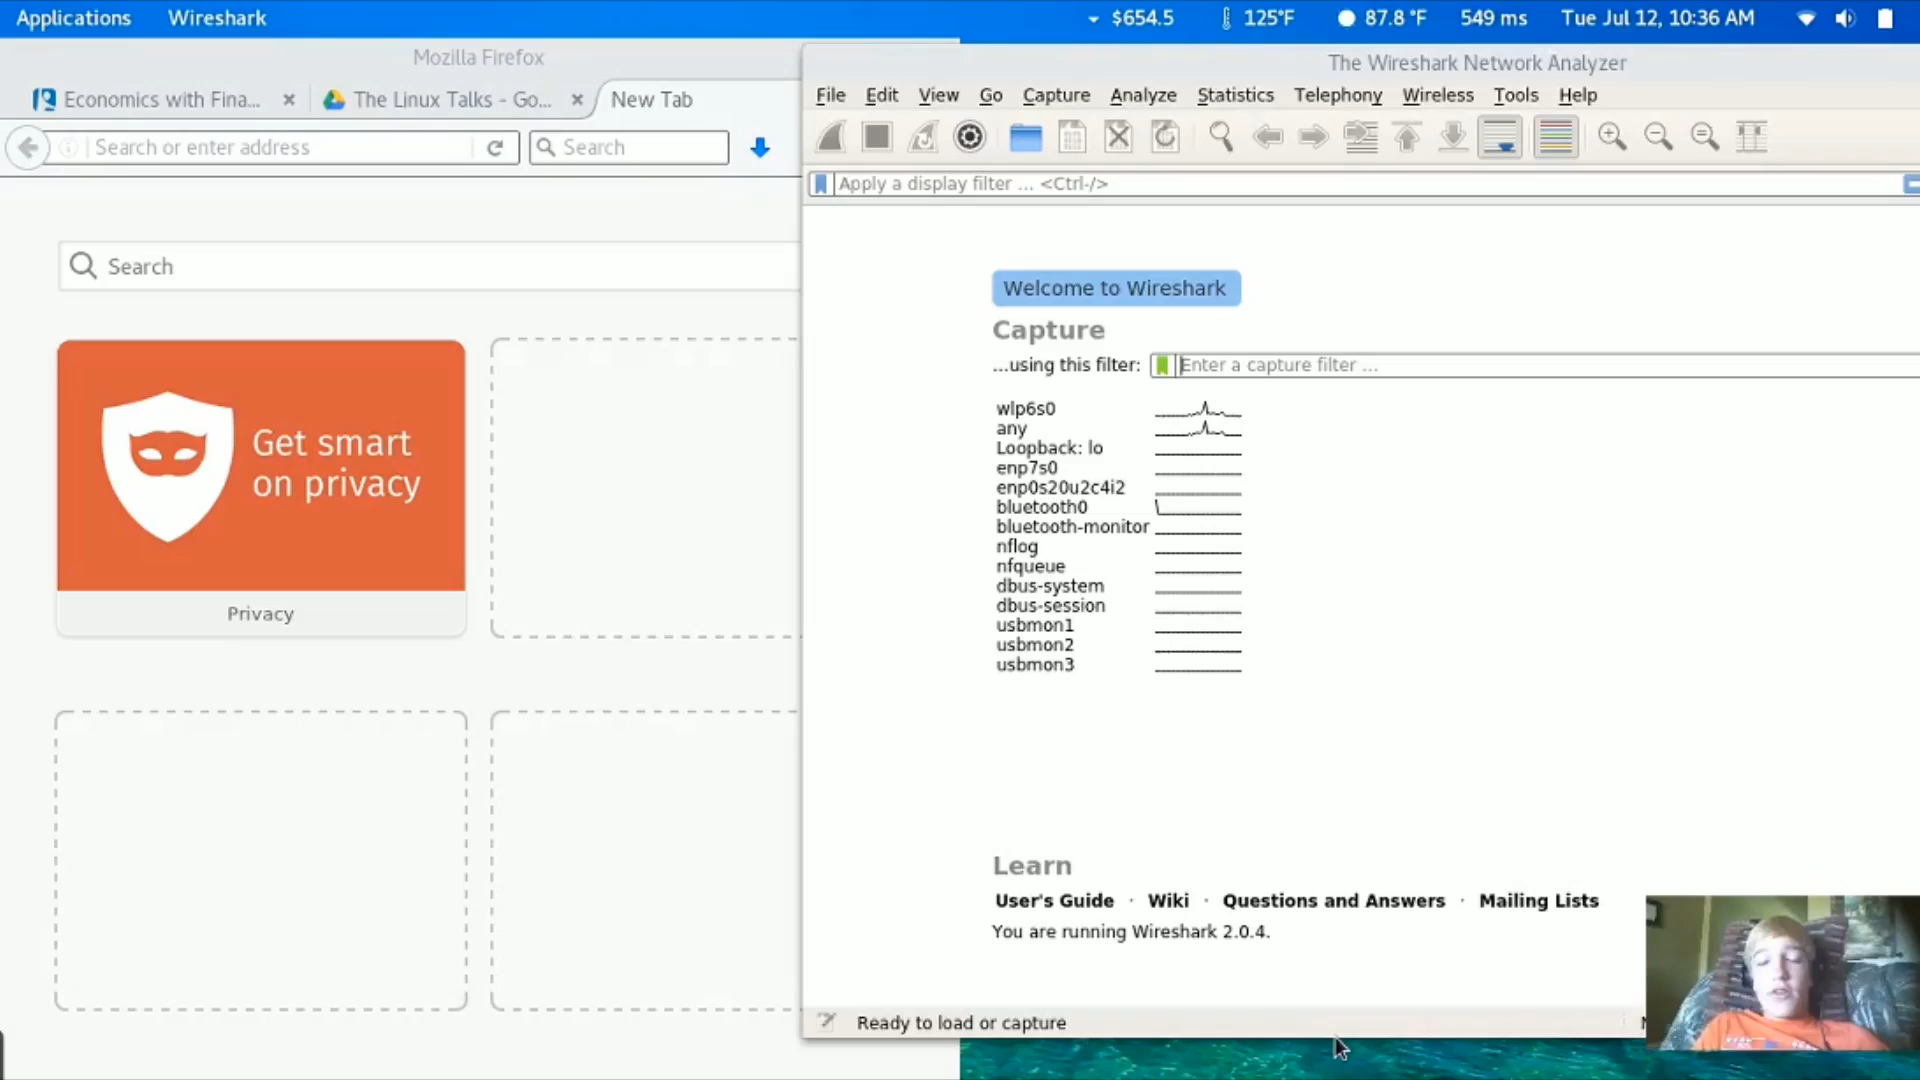 Applications Wireshark $654.5 125°F 87.8 °F 549 ms Tue Jul 12, 10:36 AM
Mozilla Firefox
Economics with Fina... The Linux Talks - Go... New Tab
Search or enter address Search
Search
Get smart
on privacy
Privacy
The Wireshark Network Analyzer
File Edit View Go Capture Analyze Statistics Telephony Wireless Tools Help
Apply a display filter ... <Ctrl-/>
Welcome to Wireshark
Capture
...using this filter: Enter a capture filter ...
wlp6s0
any
Loopback: lo
enp7s0
enp0s20u2c4i2
bluetooth0
bluetooth-monitor
nflog
nfqueue
dbus-system
dbus-session
usbmon1
usbmon2
usbmon3
Learn
User's Guide · Wiki · Questions and Answers · Mailing Lists
You are running Wireshark 2.0.4.
Ready to load or capture